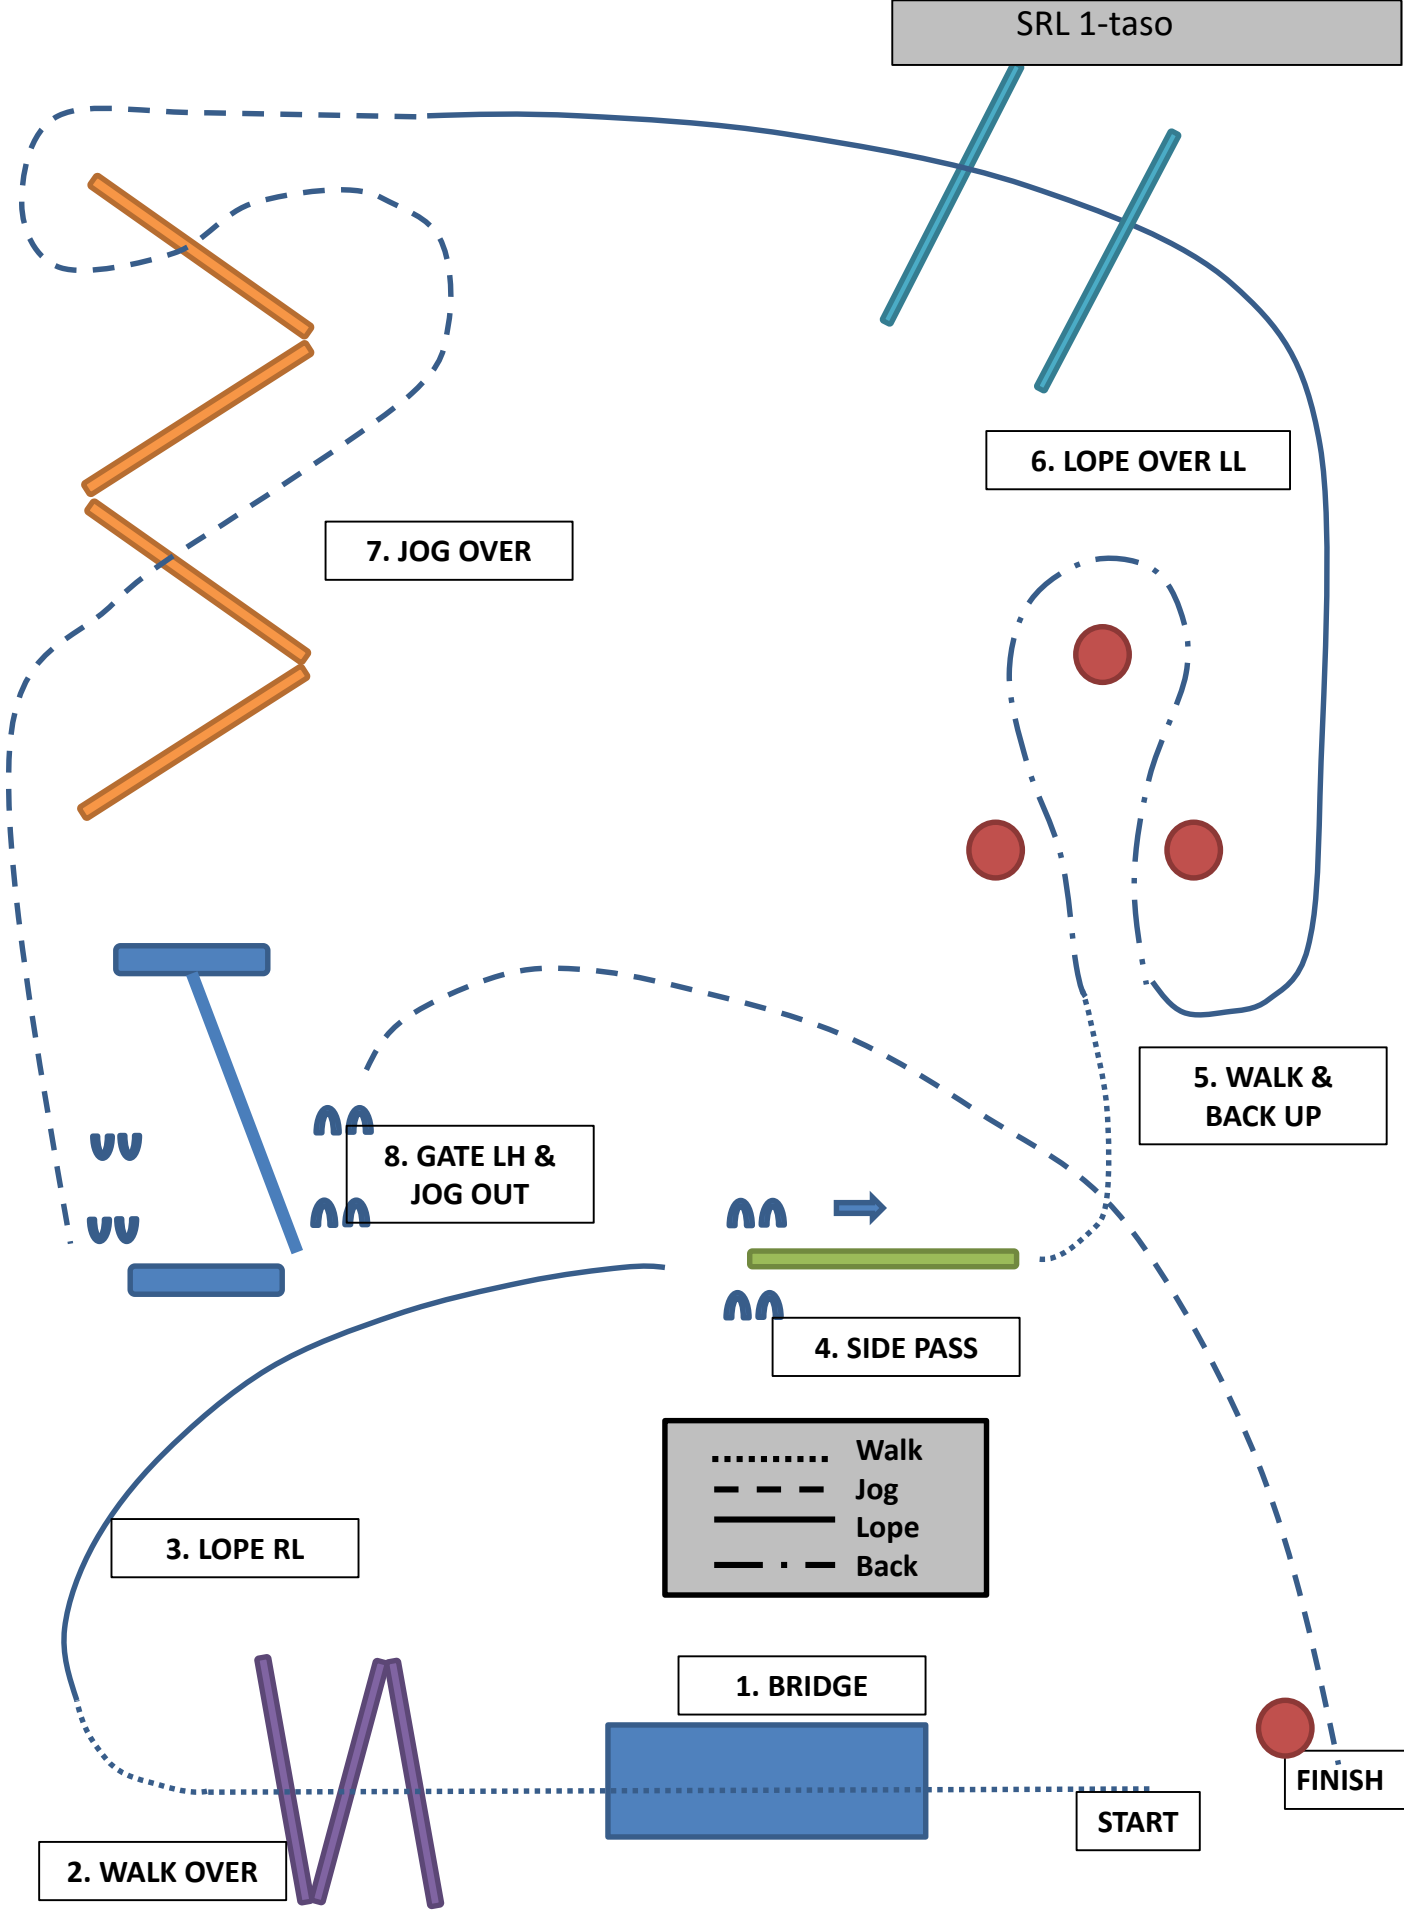 SRL 1-taso
6. LOPE OVER LL
7. JOG OVER
5. WALK &
BACK UP
8. GATE LH &
JOG OUT
4. SIDE PASS
Walk
Jog
Lope
Back
3. LOPE RL
1. BRIDGE
FINISH
START
2. WALK OVER